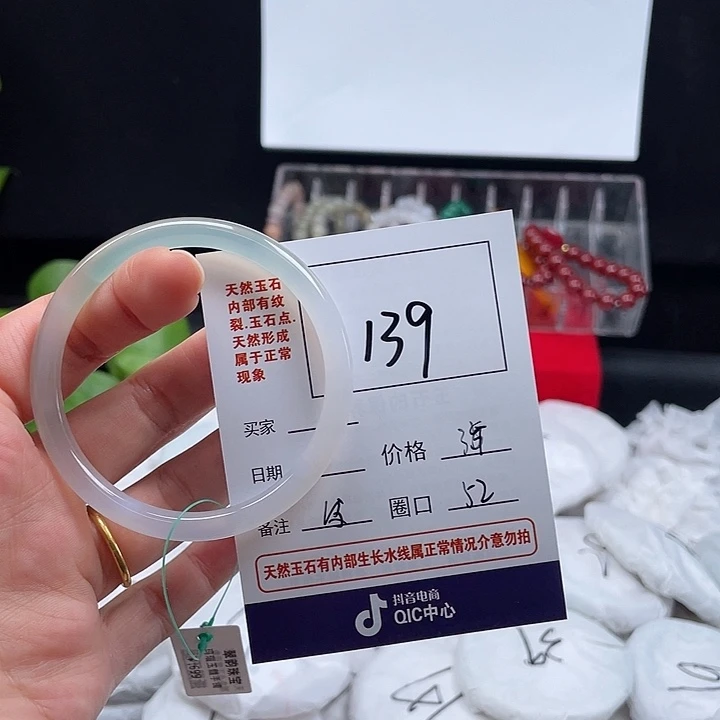 天然玉石
内部有纹
裂.玉石点.
天然形成
属于正常
现象
139
买家
日期
价格
备注
圈口 52
天然玉石有内部生长水线属正常情况介意勿拍
抖音电商
QIC中心